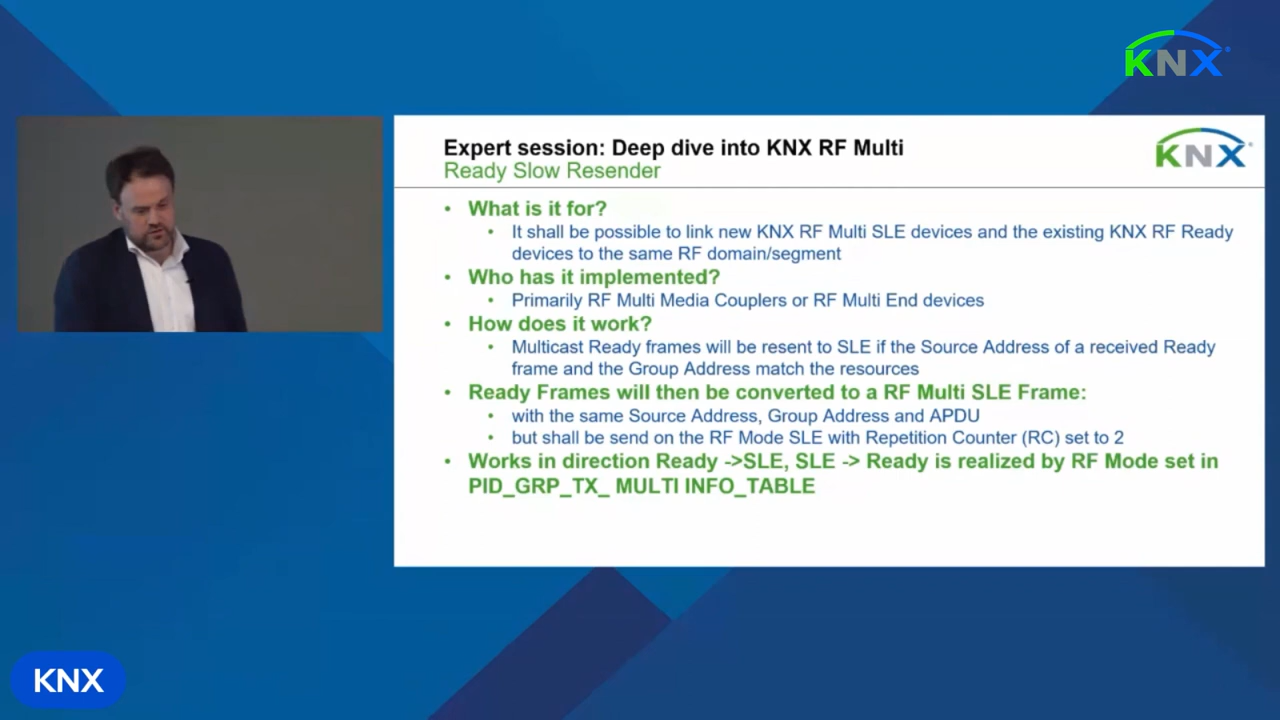 KNX
Expert session: Deep dive into KNX RF Multi
Ready Slow Resender
KNX
• What is it for?
• It shall be possible to link new KNX RF Multi SLE devices and the existing KNX RF Ready
devices to the same RF domain/segment
• Who has it implemented?
• Primarily RF Multi Media Couplers or RF Multi End devices
• How does it work?
• Multicast Ready frames will be resent to SLE if the Source Address of a received Ready
frame and the Group Address match the resources
• Ready Frames will then be converted to a RF Multi SLE Frame:
• with the same Source Address, Group Address and APDU
• but shall be send on the RF Mode SLE with Repetition Counter (RC) set to 2
• Works in direction Ready ->SLE, SLE -> Ready is realized by RF Mode set in
PID_GRP_TX_ MULTI INFO_TABLE
KNX